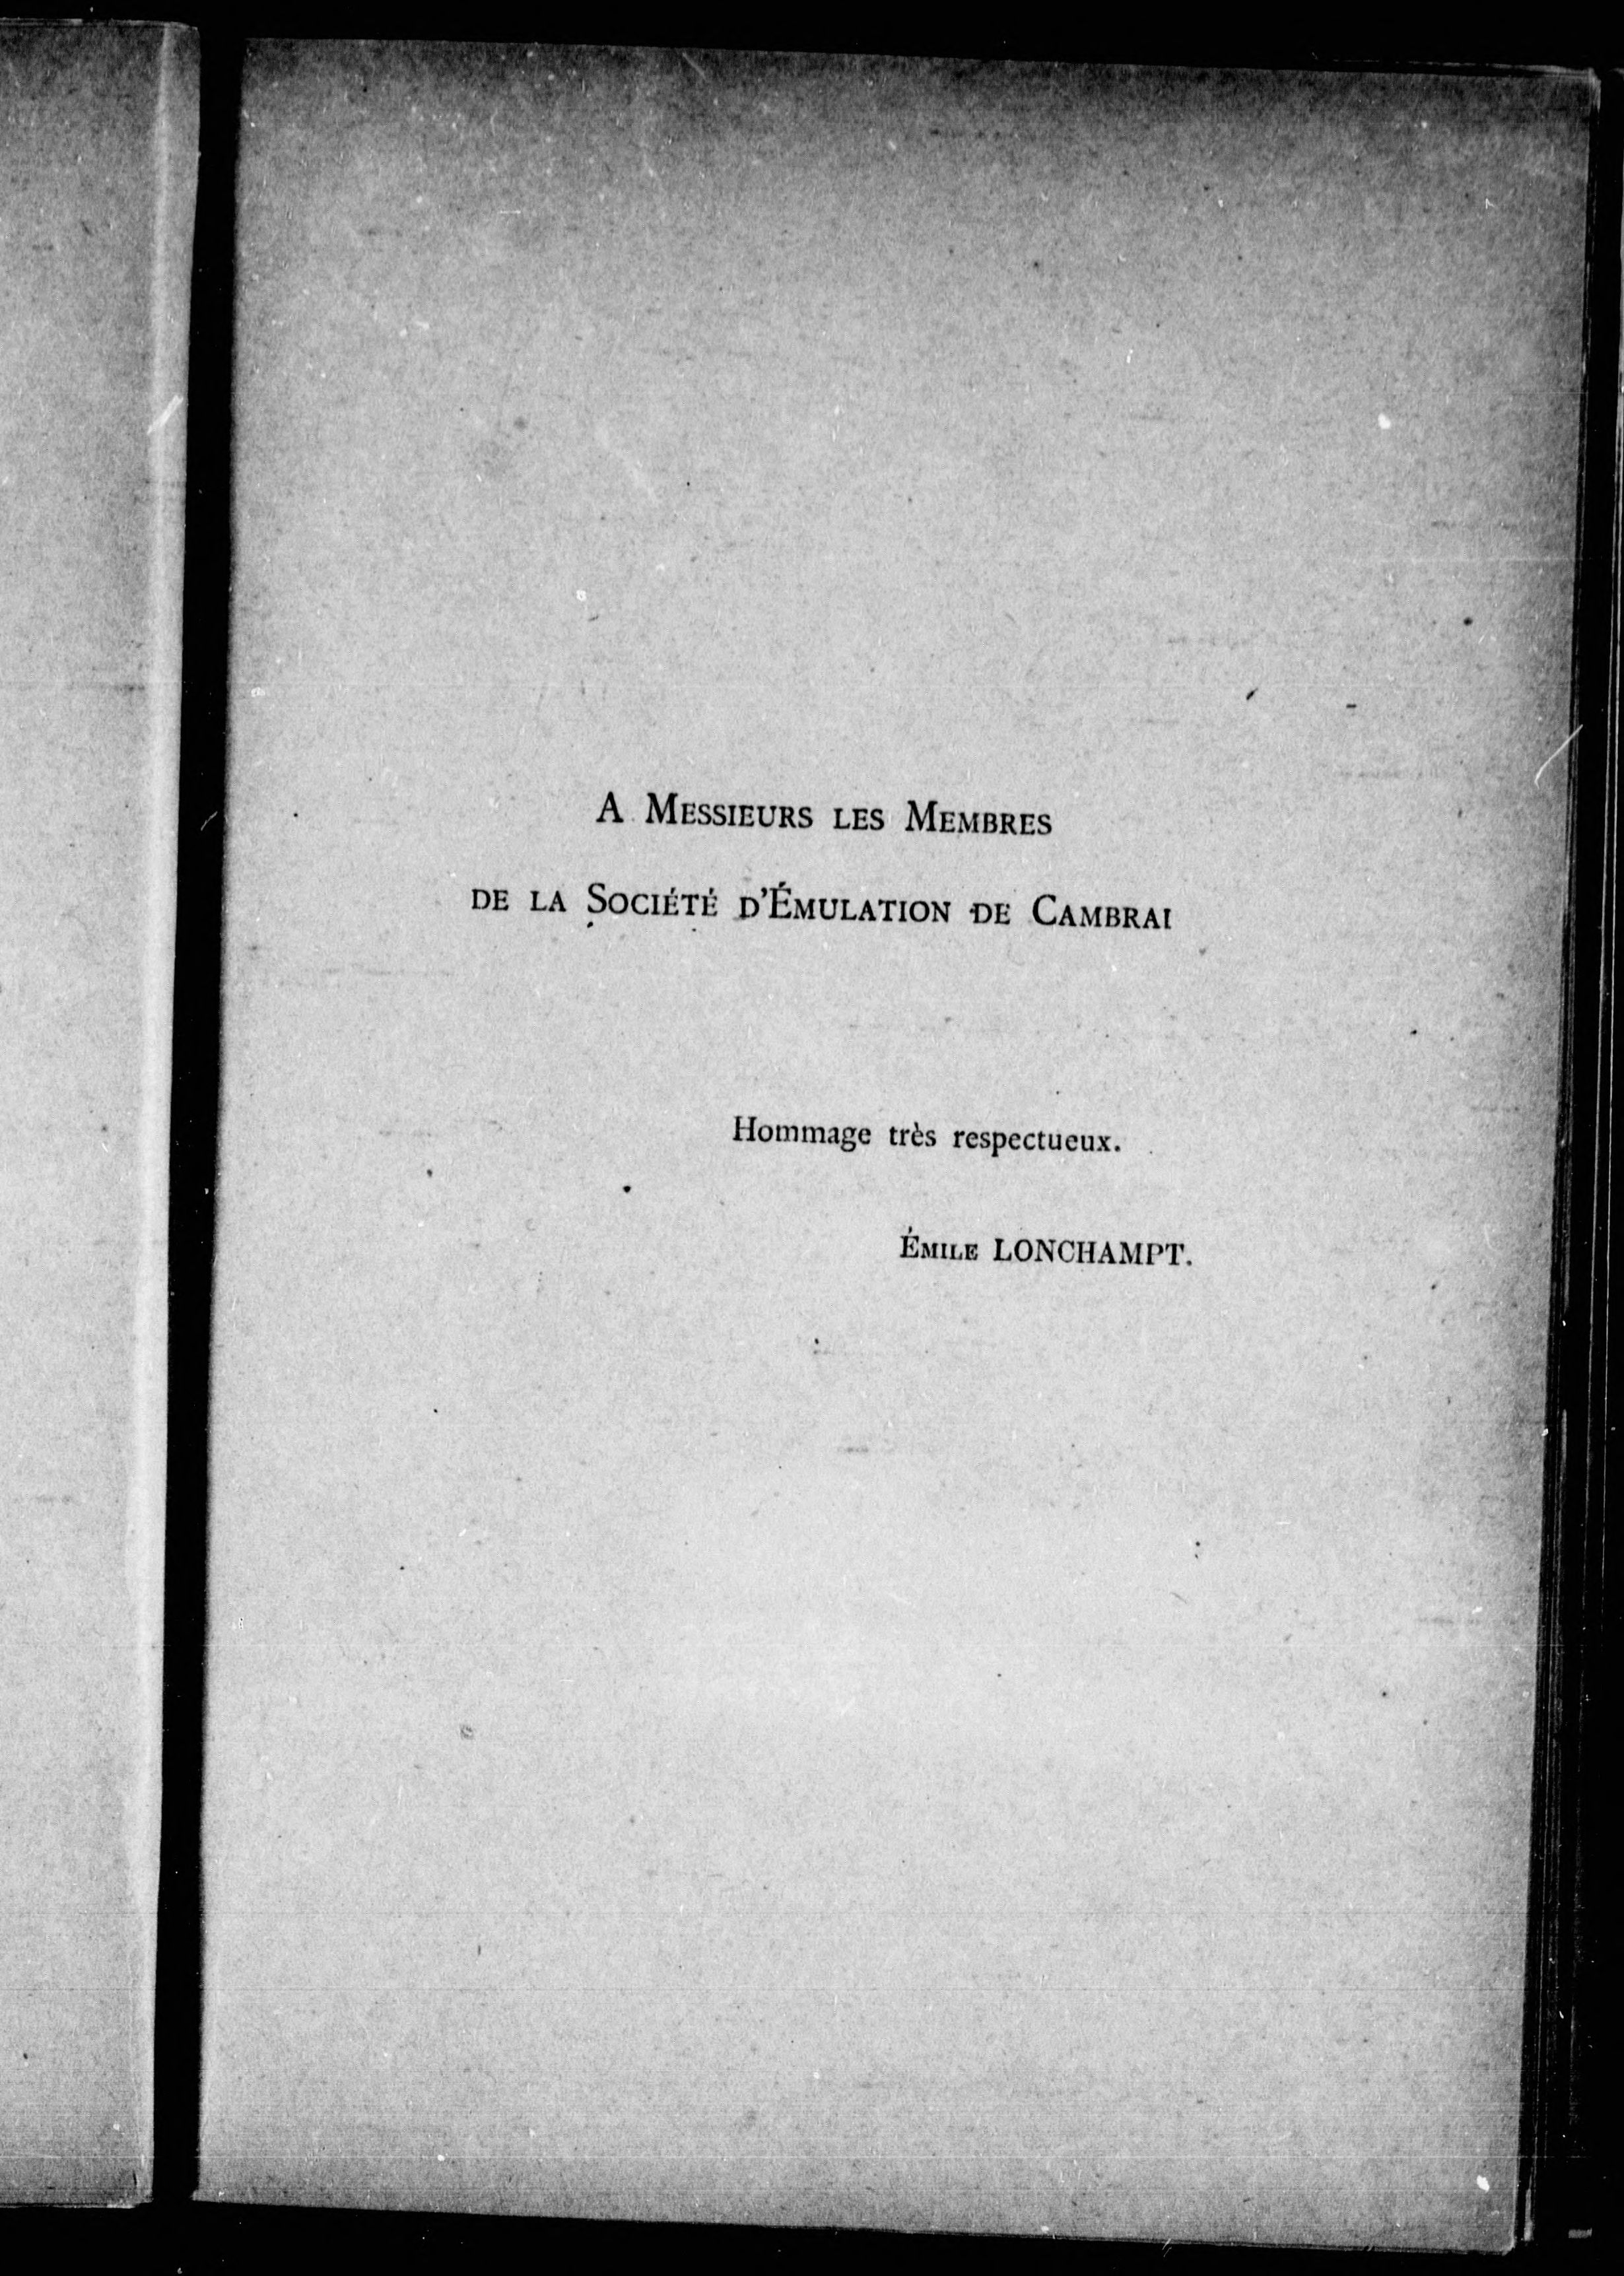 A MESSIEURS LES MEMBRES
DE LA SOCIÉTÉ D'ÉMULATION DE CAMBRAI
Hommage très respectueux.
ÉMILE LONCHAMPT.